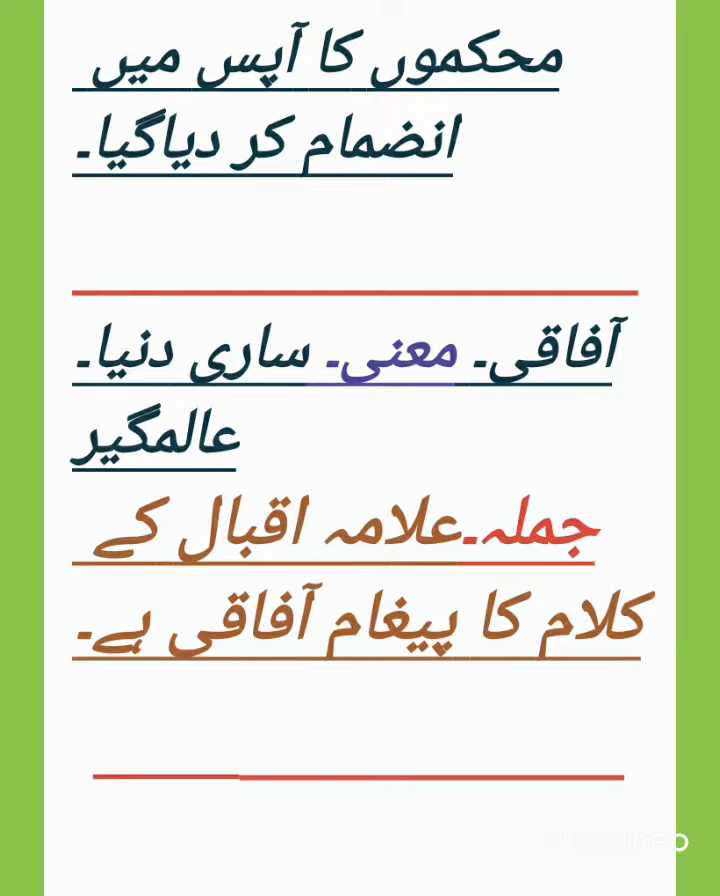 محکموں کا آپس میں
انضمام کر دیاگیا۔
آفاقی۔ معنی۔ ساری دنیا۔
عالمگیر
جملہ۔علامہ اقبال کے
کلام کا پیغام آفاقی ہے۔